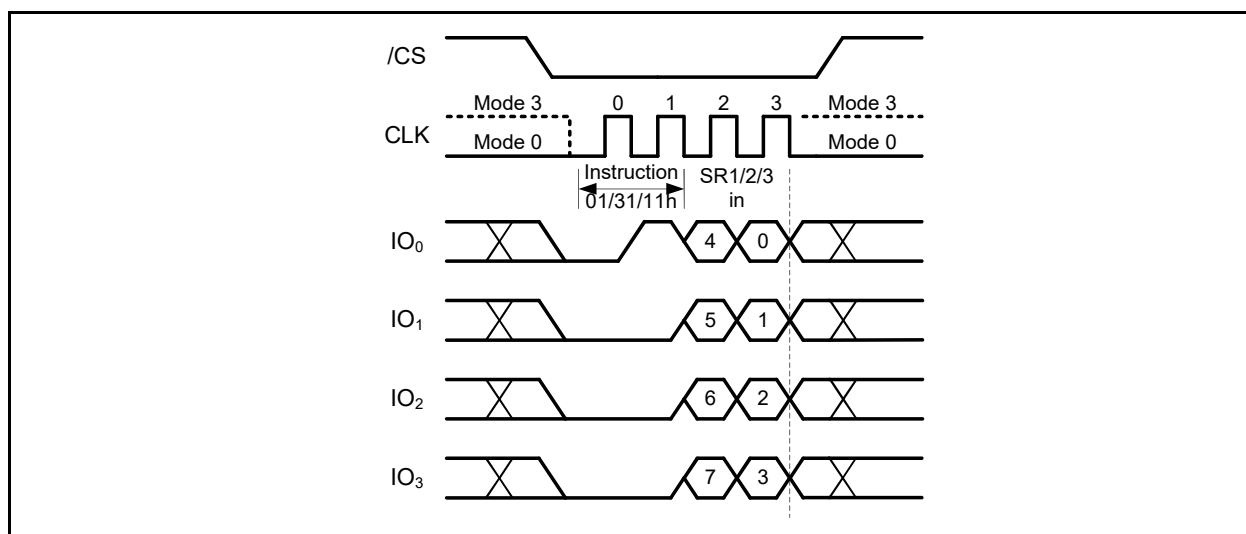 /CS
Mode 3 0 1 2 3 Mode 3
CLK
Mode 0 Mode 0
Instruction SR1/2/3
01/31/11h in
IO₀ 4 0
IO₁ 5 1
IO₂ 6 2
IO₃ 7 3